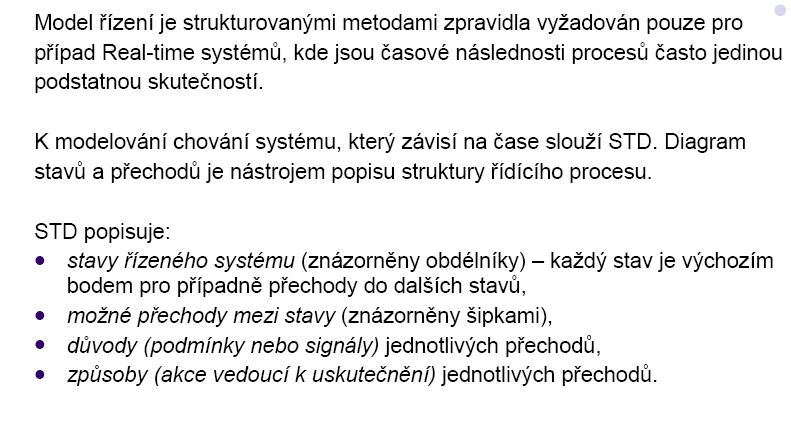 Model řízení je strukturovanými metodami zpravidla vyžadován pouze pro
případ Real-time systémů, kde jsou časové následnosti procesů často jedinou
podstatnou skutečností.
K modelování chování systému, který závisí na čase slouží STD. Diagram
stavů a přechodů je nástrojem popisu struktury řídícího procesu.
STD popisuje:
• stavy řízeného systému (znázorněny obdélníky) – každý stav je výchozím
bodem pro případně přechody do dalších stavů,
• možné přechody mezi stavy (znázorněny šipkami),
• důvody (podmínky nebo signály) jednotlivých přechodů,
• způsoby (akce vedoucí k uskutečnění) jednotlivých přechodů.